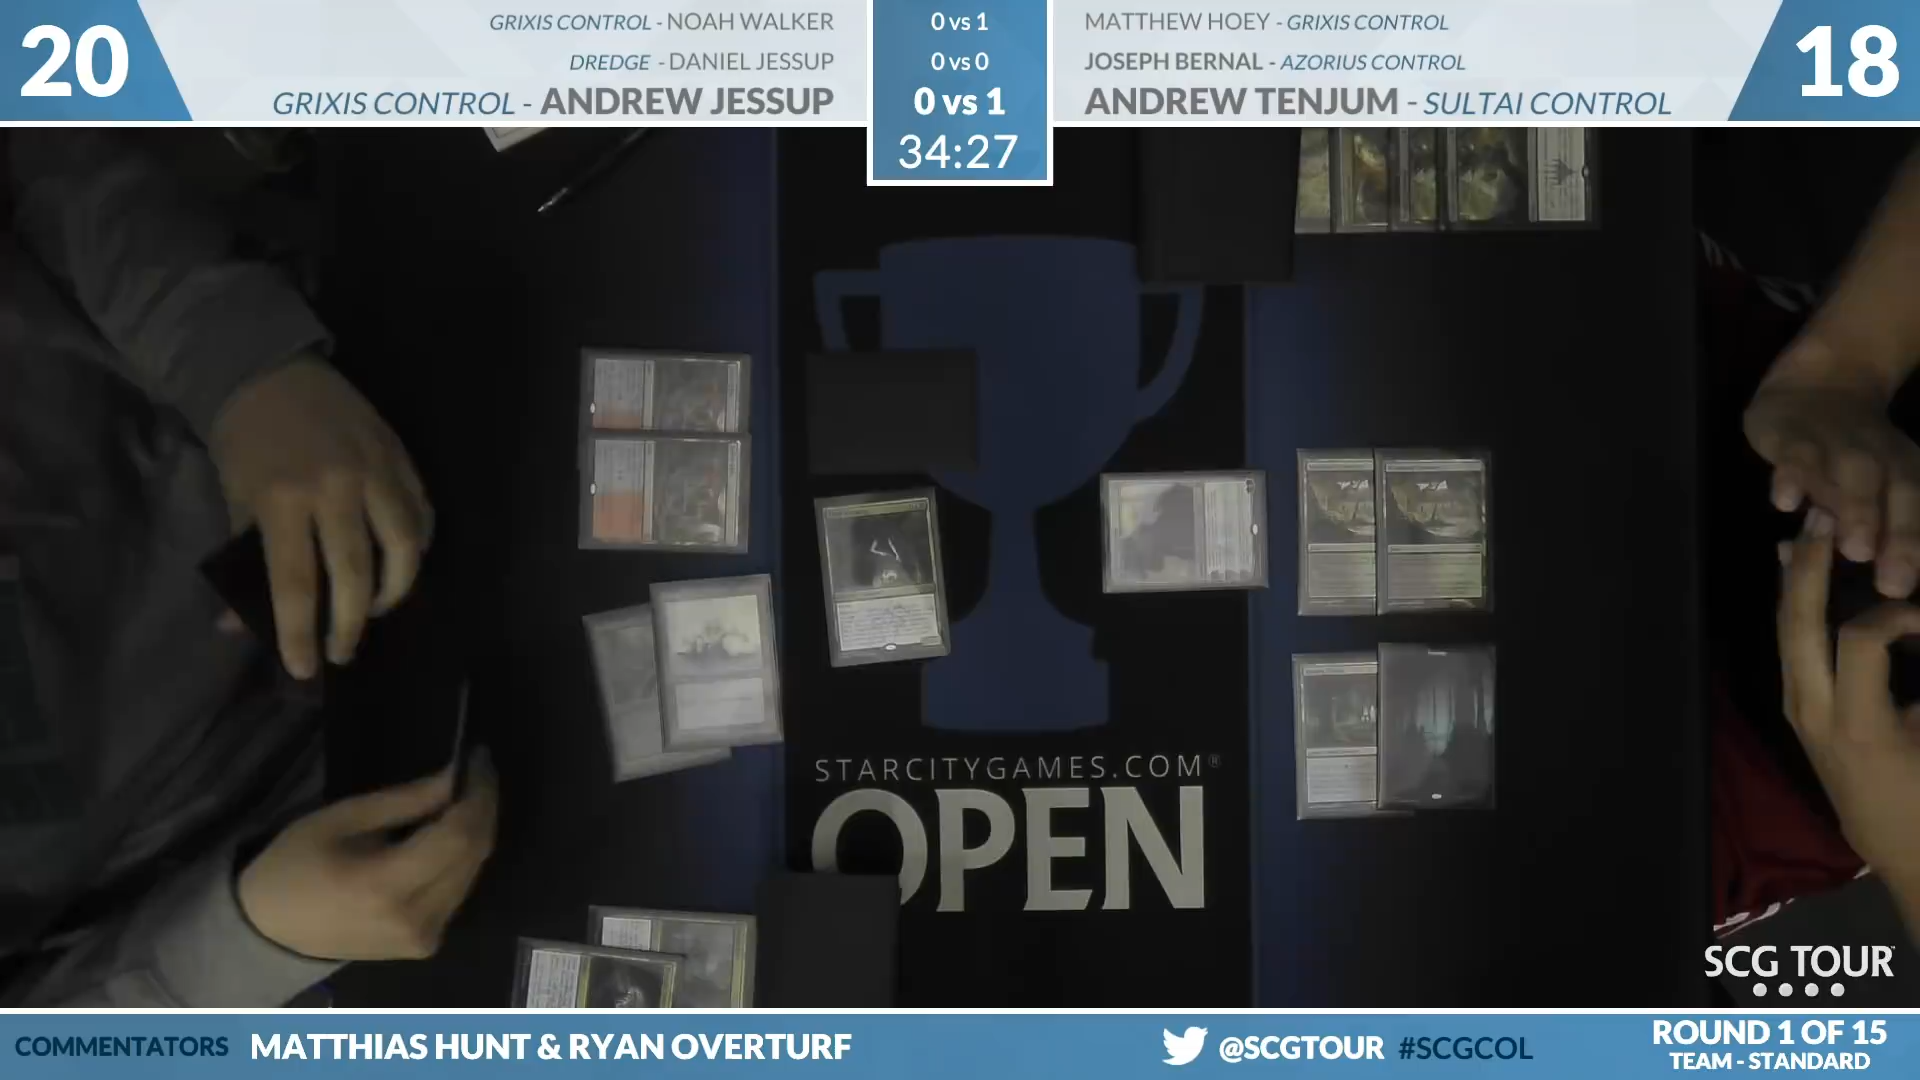 20
GRIXIS CONTROL - NOAH WALKER
0 vs 1
MATTHEW HOEY - GRIXIS CONTROL
18
DREDGE - DANIEL JESSUP
0 vs 0
JOSEPH BERNAL - AZORIUS CONTROL
GRIXIS CONTROL - ANDREW JESSUP
0 vs 1
ANDREW TENJUM - SULTAI CONTROL
34:27
STARCITYGAMES.COM®
OPEN
SCG TOUR™
COMMENTATORS MATTHIAS HUNT & RYAN OVERTURF
@SCGTOUR #SCGCOL
ROUND 1 OF 15
TEAM - STANDARD